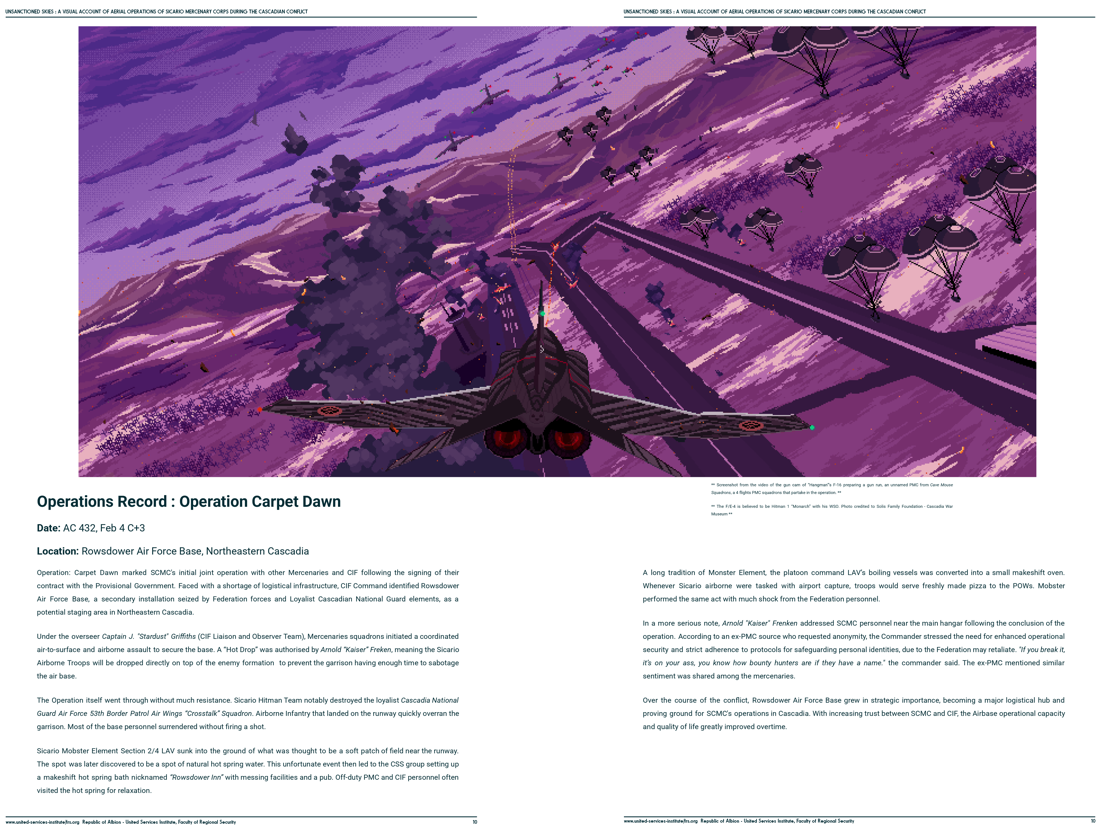 UNSANCTIONED SKIES : A VISUAL ACCOUNT OF AERIAL OPERATIONS OF SICARIO MERCENARY CORPS DURING THE CASCADIAN CONFLICT
UNSANCTIONED SKIES : A VISUAL ACCOUNT OF AERIAL OPERATIONS OF SICARIO MERCENARY CORPS DURING THE CASCADIAN CONFLICT
Operations Record : Operation Carpet Dawn
Date: AC 432, Feb 4 C+3
Location: Rowsdower Air Force Base, Northeastern Cascadia
Operation: Carpet Dawn marked SCMC's initial joint operation with other Mercenaries and CIF following the signing of
their contract with the Provisional Government. Faced with a shortage of logistical infrastructure, CIF Command identified Rowsdower
Air Force Base, a secondary installation seized by Federation forces and Loyalist Cascadian National Guard elements, as a
potential staging area in Northeastern Cascadia.
Under the overseer Captain J. "Stardust" Griffiths (CIF Liaison and Observer Team), Mercenaries squadrons initiated a coordinated
air-to-surface and airborne assault to secure the base. A "Hot Drop" was authorised by Arnold "Kaiser" Freken, meaning the Sicario
Airborne Troops will be dropped directly on top of the enemy formation to prevent the garrison having enough time to sabotage
the air base.
The Operation itself went through without much resistance. Sicario Hitman Team notably destroyed the loyalist Cascadia National
Guard Air Force 53th Border Patrol Air Wings "Crosstalk" Squadron. Airborne Infantry that landed on the runway quickly overran the
garrison. Most of the base personnel surrendered without firing a shot.
Sicario Mobster Element Section 2/4 LAV sunk into the ground of what was thought to be a soft patch of field near the runway.
The spot was later discovered to be a spot of natural hot spring water. This unfortunate event then led to the CSS group setting up
a makeshift hot spring bath nicknamed "Rowsdower Inn" with messing facilities and a pub. Off-duty PMC and CIF personnel often
visited the hot spring for relaxation.
** Screenshot from the video of the gun cam of "Hangman"'s F-16 preparing a gun run, an unnamed PMC from Cave Mouse
Squadrons, a 4 flights PMC squadrons that partake in the operation. **
** The F/E-4 is believed to be Hitman 1 "Monarch" with his WSO. Photo credited to Solis Family Foundation - Cascadia War
Museum **
A long tradition of Monster Element, the platoon command LAV's boiling vessels was converted into a small makeshift oven.
Whenever Sicario airborne were tasked with airport capture, troops would serve freshly made pizza to the POWs. Mobster
performed the same act with much shock from the Federation personnel.
In a more serious note, Arnold "Kaiser" Frenken addressed SCMC personnel near the main hangar following the conclusion of the
operation. According to an ex-PMC source who requested anonymity, the Commander stressed the need for enhanced operational
security and strict adherence to protocols for safeguarding personal identities, due to the Federation may retaliate. "If you break it,
it's on your ass, you know how bounty hunters are if they have a name." the commander said. The ex-PMC mentioned similar
sentiment was shared among the mercenaries.
Over the course of the conflict, Rowsdower Air Force Base grew in strategic importance, becoming a major logistical hub and
proving ground for SCMC's operations in Cascadia. With increasing trust between SCMC and CIF, the Airbase operational capacity
and quality of life greatly improved overtime.
www.united-services-institute/frs.org Republic of Albion - United Services Institute, Faculty of Regional Security
10
www.united-services-institute/frs.org Republic of Albion - United Services Institute, Faculty of Regional Security
10